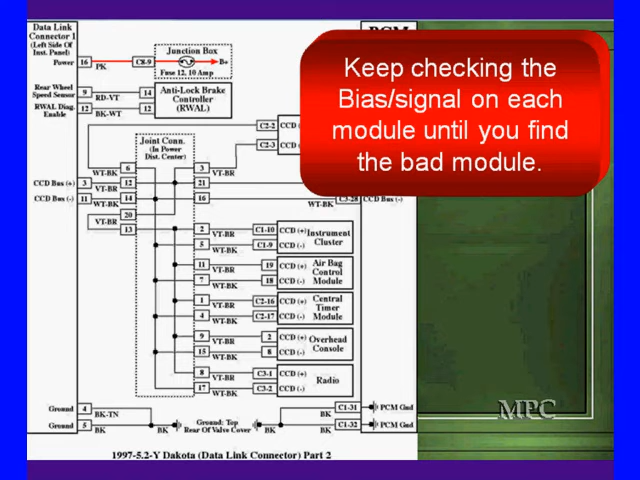 Data Link
Connector 1
(Left Side Of
Inst. Panel)
Power 16 PK C8-9
Junction Box
B+
Fuse 12, 10 Amp
Keep checking the
Bias/signal on each
module until you find
the bad module.
Rear Wheel
Speed Sensor 9 RD-VT 14
RWAL Diag.
Enable 12 BK-WT 12
Anti-Lock Brake
Controller
(RWAL)
C2-2 CCD
C2-3 CCD
Joint Conn.
(In Power
Dist. Center)
WT-BK 6 3 VT-BR
CCD Bus (+) 3 VT-BR 12 21
CCD Bus (-) 11 WT-BK 14 16 WT-BK C3-28 CCD Bus (-)
20
VT-BR 13
2 VT-BR C1-10 CCD (+)
5 WT-BK C1-9 CCD (-)
Instrument
Cluster
11 VT-BR 19 CCD (+)
7 WT-BK 18 CCD (-)
Air Bag
Control
Module
1 VT-BR C2-16 CCD (+)
4 WT-BK C2-17 CCD (-)
Central
Timer
Module
9 VT-BR 2 CCD (+)
15 WT-BK 8 CCD (-)
Overhead
Console
8 VT-BR C3-1 CCD (+)
17 WT-BK C3-2 CCD (-)
Radio
Ground 4 BK-TN
Ground 5 BK
BK
Ground: Top
Rear Of Valve Cover
BK
BK C1-31 PCM Gnd
BK C1-32 PCM Gnd
MPC
1997-5.2-Y Dakota (Data Link Connector) Part 2